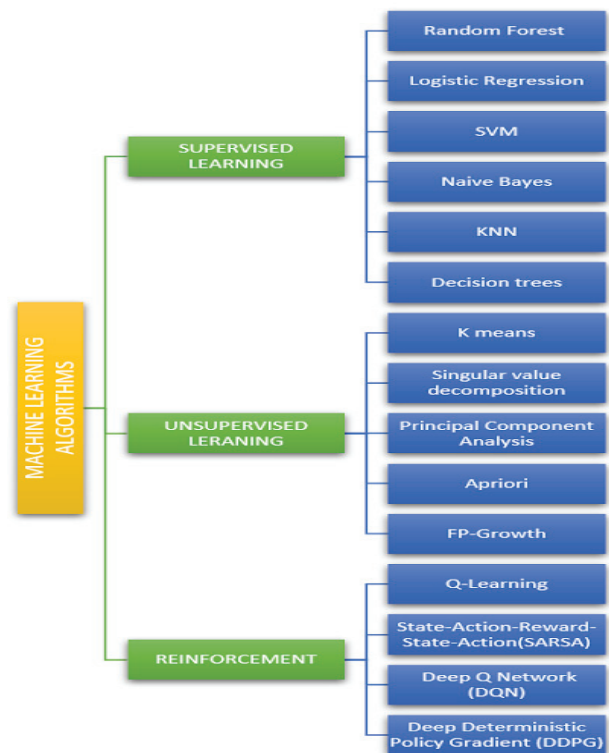 MACHINE LEARNING
ALGORITHMS
SUPERVISED
LEARNING
Random Forest
Logistic Regression
SVM
Naive Bayes
KNN
Decision trees
UNSUPERVISED
LERANING
K means
Singular value
decomposition
Principal Component
Analysis
Apriori
FP-Growth
REINFORCEMENT
Q-Learning
State-Action-Reward-
State-Action(SARSA)
Deep Q Network
(DQN)
Deep Deterministic
Policy Gradient (DDPG)